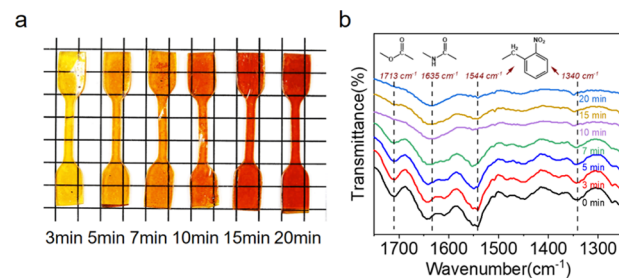 a
3min 5min 7min 10min 15min 20min
b
Transmittance(%)
O
O
O
N
H
C
H₂
NO₂
1713 cm⁻¹ 1635 cm⁻¹ 1544 cm⁻¹ 1340 cm⁻¹
20 min
15 min
10 min
7 min
5 min
3 min
0 min
1700 1600 1500 1400 1300
Wavenumber(cm⁻¹)